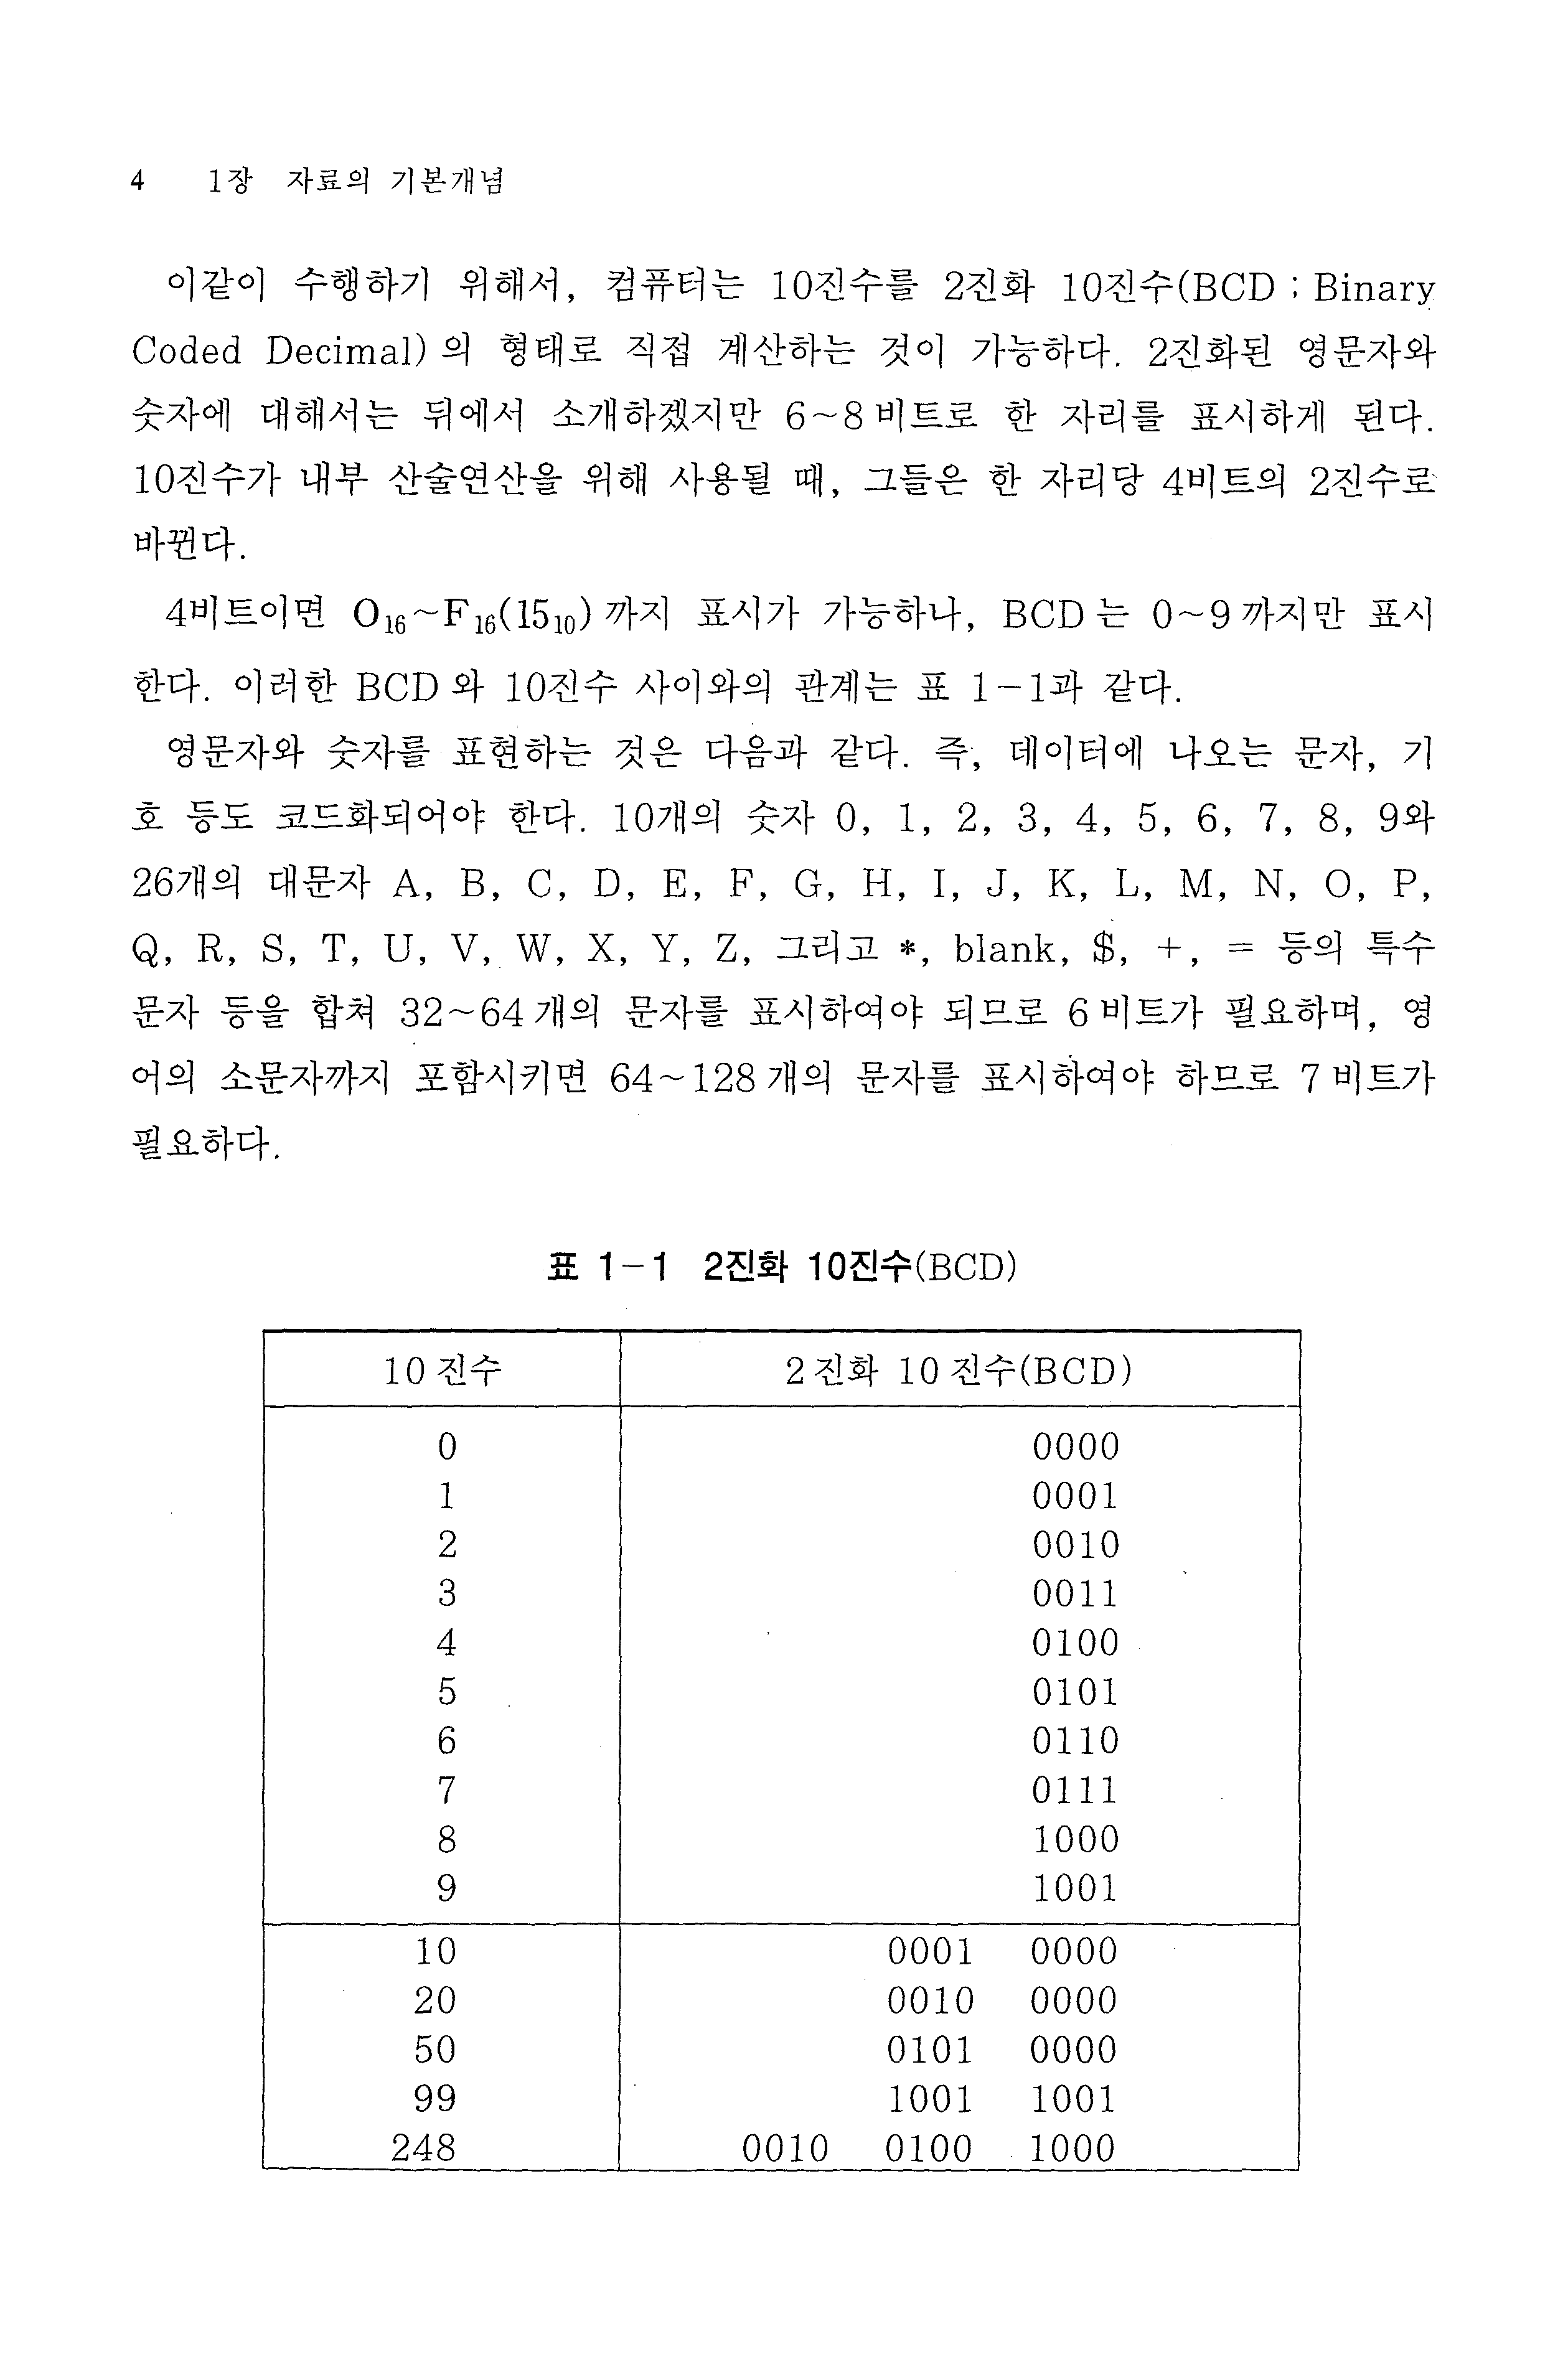 4 1장 자료의 기본개념
이같이 수행하기 위해서, 컴퓨터는 10진수를 2진화 10진수(BCD ; Binary
Coded Decimal)의 형태로 직접 계산하는 것이 가능하다. 2진화된 영문자와
숫자에 대해서는 뒤에서 소개하겠지만 6~8비트로 한 자리를 표시하게 된다.
10진수가 내부 산술연산을 위해 사용될 때, 그들은 한 자리당 4비트의 2진수로
바뀐다.
4비트이면 O₁₆~F₁₆(15₁₀)까지 표시가 가능하나, BCD는 0~9까지만 표시
한다. 이러한 BCD와 10진수 사이와의 관계는 표 1-1과 같다.
영문자와 숫자를 표현하는 것은 다음과 같다. 즉, 데이터에 나오는 문자, 기
호 등도 코드화되어야 한다. 10개의 숫자 0, 1, 2, 3, 4, 5, 6, 7, 8, 9와
26개의 대문자 A, B, C, D, E, F, G, H, I, J, K, L, M, N, O, P,
Q, R, S, T, U, V, W, X, Y, Z, 그리고 *, blank, $, +, = 등의 특수
문자 등을 합쳐 32~64개의 문자를 표시하여야 되므로 6비트가 필요하며, 영
어의 소문자까지 포함시키면 64~128개의 문자를 표시하여야 하므로 7비트가
필요하다.
표 1-1 2진화 10진수(BCD)
10진수 2진화 10진수(BCD)
0 0000
1 0001
2 0010
3 0011
4 0100
5 0101
6 0110
7 0111
8 1000
9 1001
10 0001 0000
20 0010 0000
50 0101 0000
99 1001 1001
248 0010 0100 1000